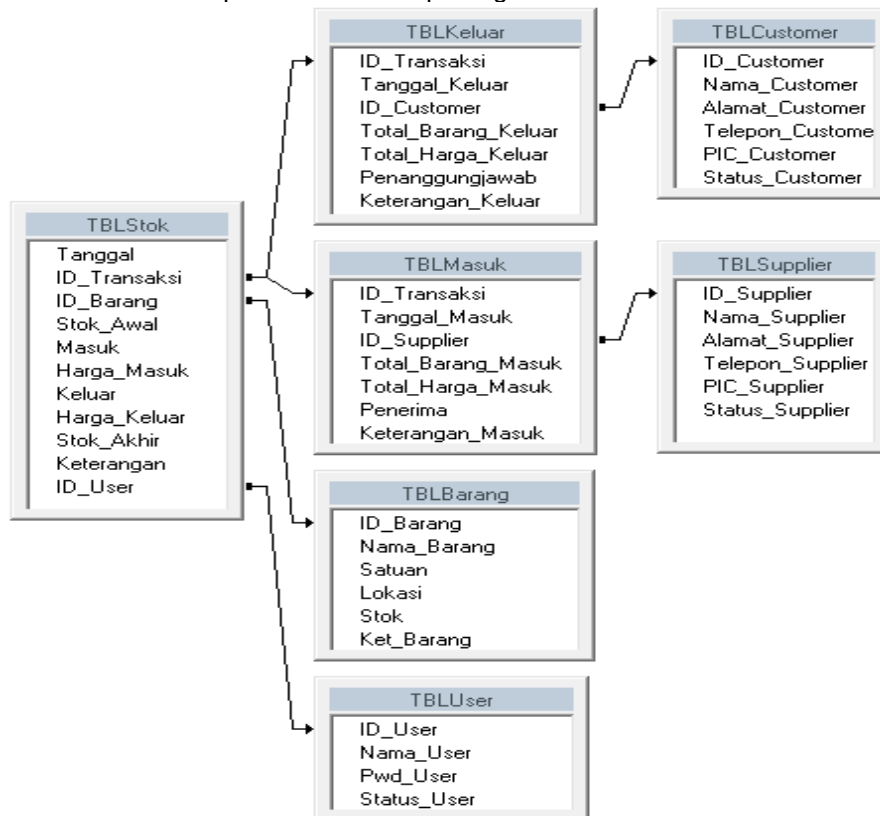 TBLKeluar
ID_Transaksi
Tanggal_Keluar
ID_Customer
Total_Barang_Keluar
Total_Harga_Keluar
Penanggungjawab
Keterangan_Keluar
TBLCustomer
ID_Customer
Nama_Customer
Alamat_Customer
Telepon_Custome
PIC_Customer
Status_Customer
TBLStok
Tanggal
ID_Transaksi
ID_Barang
Stok_Awal
Masuk
Harga_Masuk
Keluar
Harga_Keluar
Stok_Akhir
Keterangan
ID_User
TBLMasuk
ID_Transaksi
Tanggal_Masuk
ID_Supplier
Total_Barang_Masuk
Total_Harga_Masuk
Penerima
Keterangan_Masuk
TBLSupplier
ID_Supplier
Nama_Supplier
Alamat_Supplier
Telepon_Supplier
PIC_Supplier
Status_Supplier
TBLBarang
ID_Barang
Nama_Barang
Satuan
Lokasi
Stok
Ket_Barang
TBLUser
ID_User
Nama_User
Pwd_User
Status_User